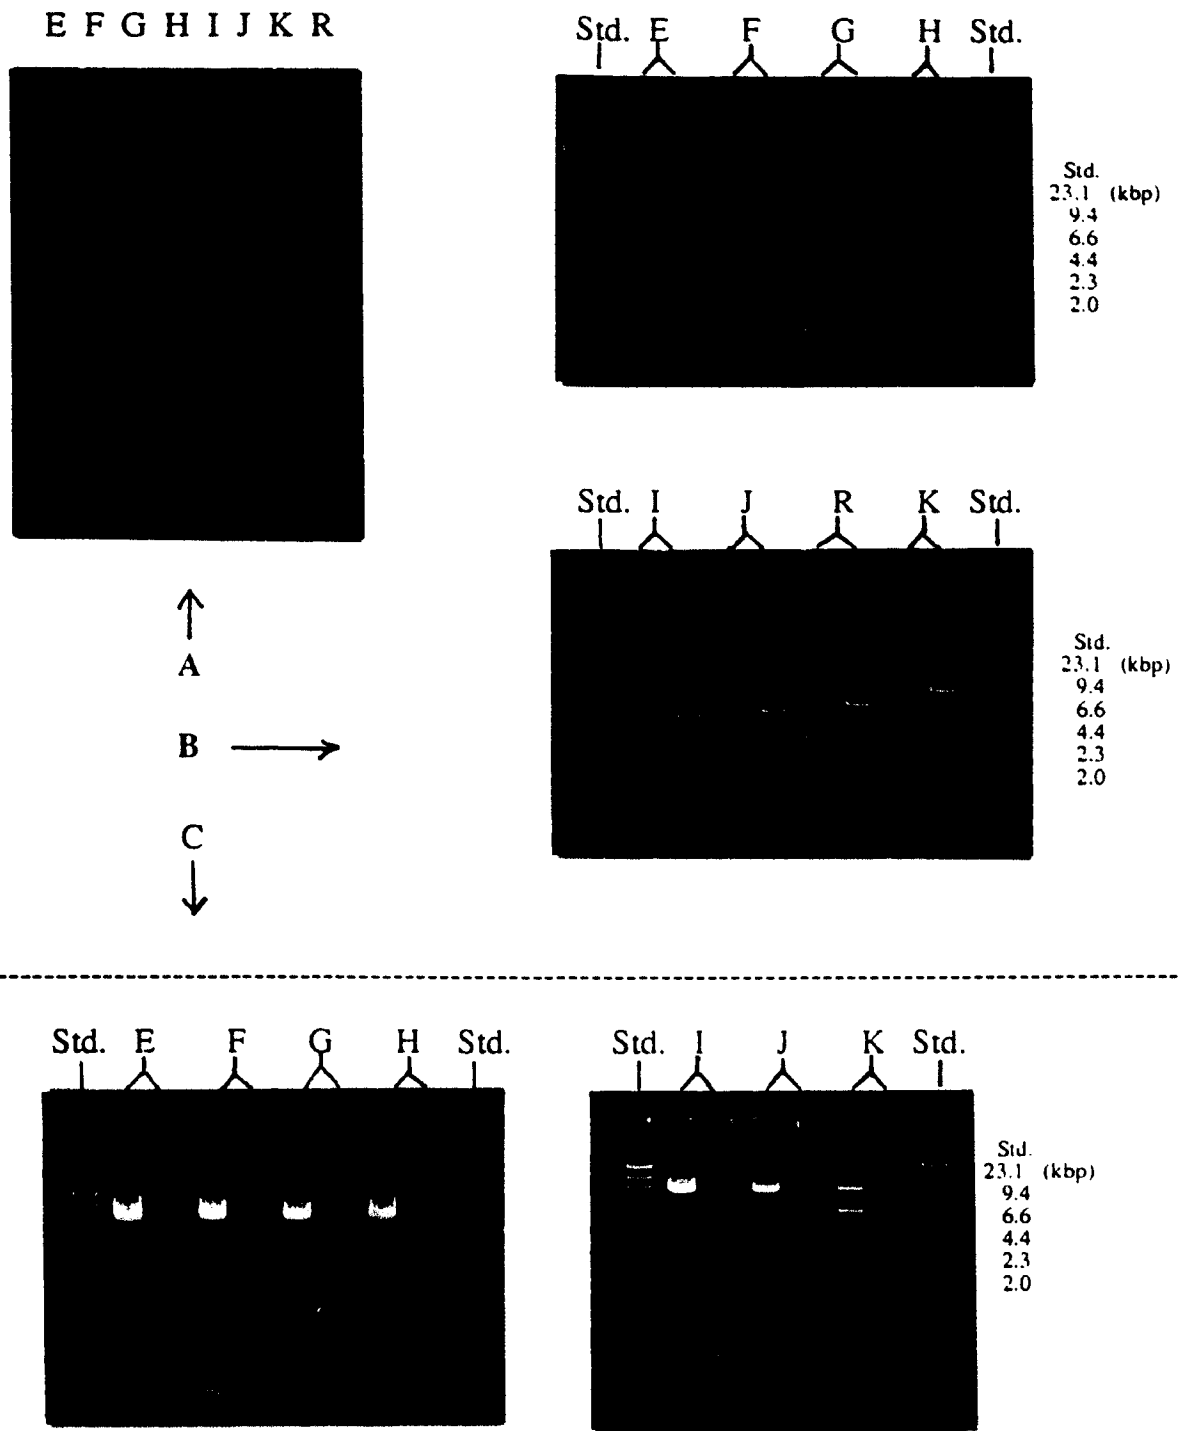 E F G H I J K R
Std. E F G H Std.
Std.
23.1 (kbp)
9.4
6.6
4.4
2.3
2.0
Std. I J R K Std.
Std.
23.1 (kbp)
9.4
6.6
4.4
2.3
2.0
A
B
C
Std. E F G H Std.
Std. I J K Std.
Std.
23.1 (kbp)
9.4
6.6
4.4
2.3
2.0